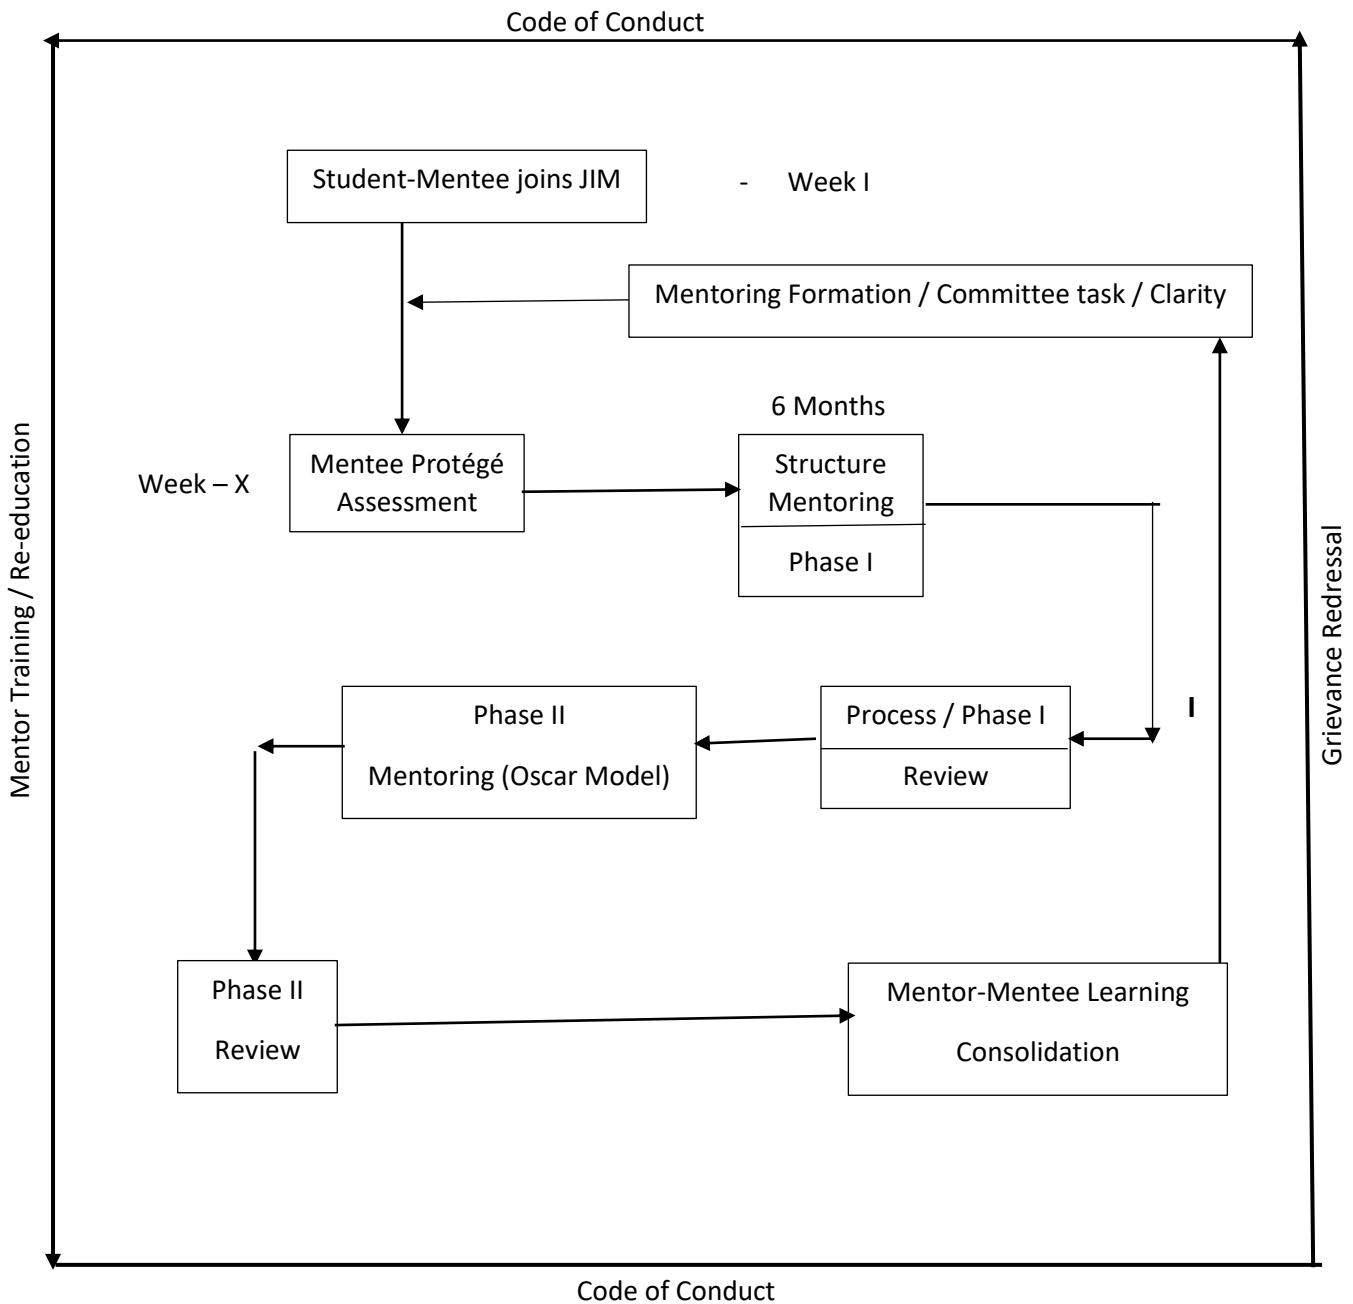 Code of Conduct
Student-Mentee joins JIM
- Week I
Mentoring Formation / Committee task / Clarity
6 Months
Week – X
Mentee Protégé
Assessment
Structure
Mentoring
Phase I
Mentor Training / Re-education
Grievance Redressal
Phase II
Mentoring (Oscar Model)
Process / Phase I
Review
I
Phase II
Review
Mentor-Mentee Learning
Consolidation
Code of Conduct